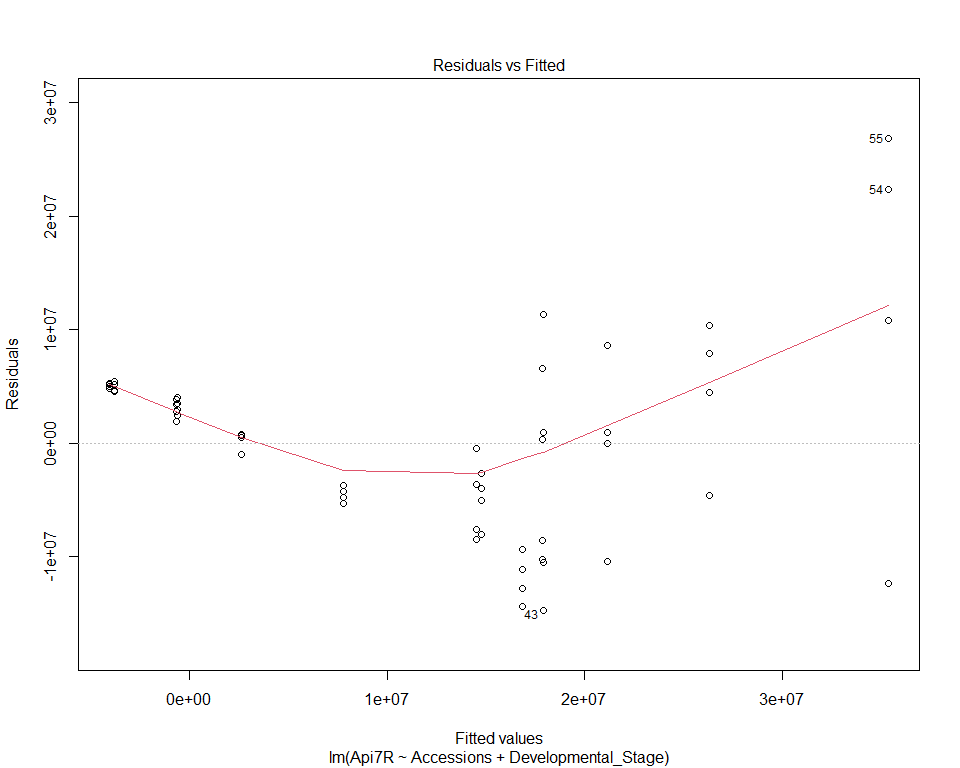 Residuals vs Fitted
3e+07
2e+07
1e+07
0e+00
-1e+07
Residuals
55
54
43
0e+00
1e+07
2e+07
3e+07
Fitted values
lm(Api7R ~ Accessions + Developmental_Stage)